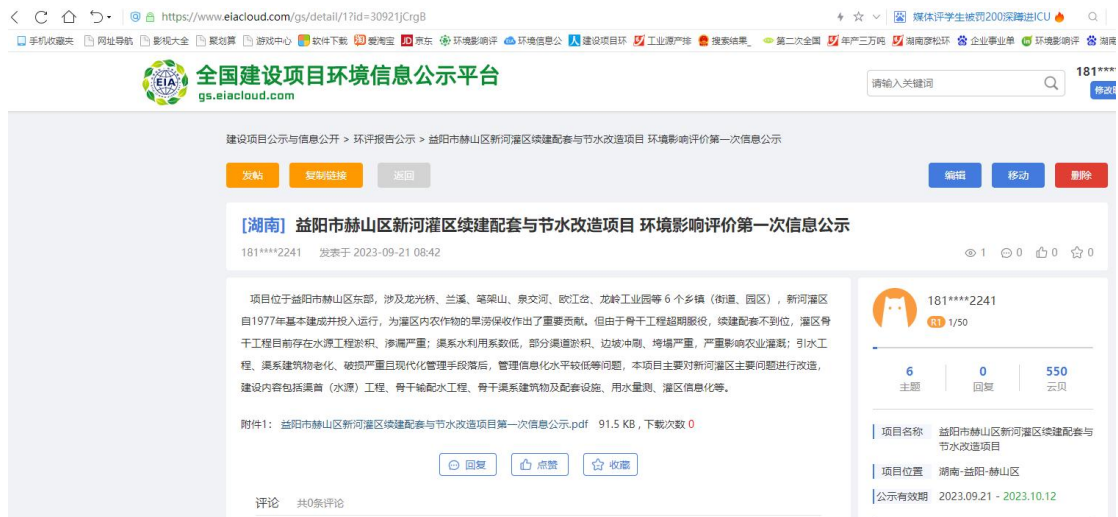 https://www.eiacloud.com/gs/detail/1?id=30921jCrgB
媒体评学生被罚200深蹲进ICU
手机收藏夹 网址导航 影视大全 聚划算 游戏中心 软件下载 爱淘宝 京东 环境影响评 环境信息公 建设项目环 工业源产排 搜索结果_ 第二次全国 年产三万吨 湖南彦松环 企业事业单 环境影响评 湖南
EIA 全国建设项目环境信息公示平台
gs.eiacloud.com
请输入关键词
181***
修改
建设项目公示与信息公开 > 环评报告公示 > 益阳市赫山区新河灌区续建配套与节水改造项目 环境影响评价第一次信息公示
发帖 复制链接 返回 编辑 移动 删除
[湖南] 益阳市赫山区新河灌区续建配套与节水改造项目 环境影响评价第一次信息公示
181****2241 发表于 2023-09-21 08:42 1 0 0 0
项目位于益阳市赫山区东部，涉及龙光桥、兰溪、笔架山、泉交河、欧江岔、龙岭工业园等 6 个乡镇（街道、园区），新河灌区
自1977年基本建成并投入运行，为灌区内农作物的旱涝保收作出了重要贡献。但由于骨干工程超期服役，续建配套不到位，灌区骨
干工程目前存在水源工程淤积、渗漏严重；渠系水利用系数低，部分渠道淤积、边坡冲刷、垮塌严重，严重影响农业灌溉；引水工
程、渠系建筑物老化、破损严重且现代化管理手段落后，管理信息化水平较低等问题，本项目主要对新河灌区主要问题进行改造，
建设内容包括渠首（水源）工程、骨干输配水工程、骨干渠系建筑物及配套设施、用水量测、灌区信息化等。
附件1： 益阳市赫山区新河灌区续建配套与节水改造项目第一次信息公示.pdf 91.5 KB，下载次数 0
回复 点赞 收藏
评论 共0条评论
181****2241
R1 1/50
6 0 550
主题 回复 云贝
项目名称 益阳市赫山区新河灌区续建配套与
节水改造项目
项目位置 湖南-益阳-赫山区
公示有效期 2023.09.21 - 2023.10.12